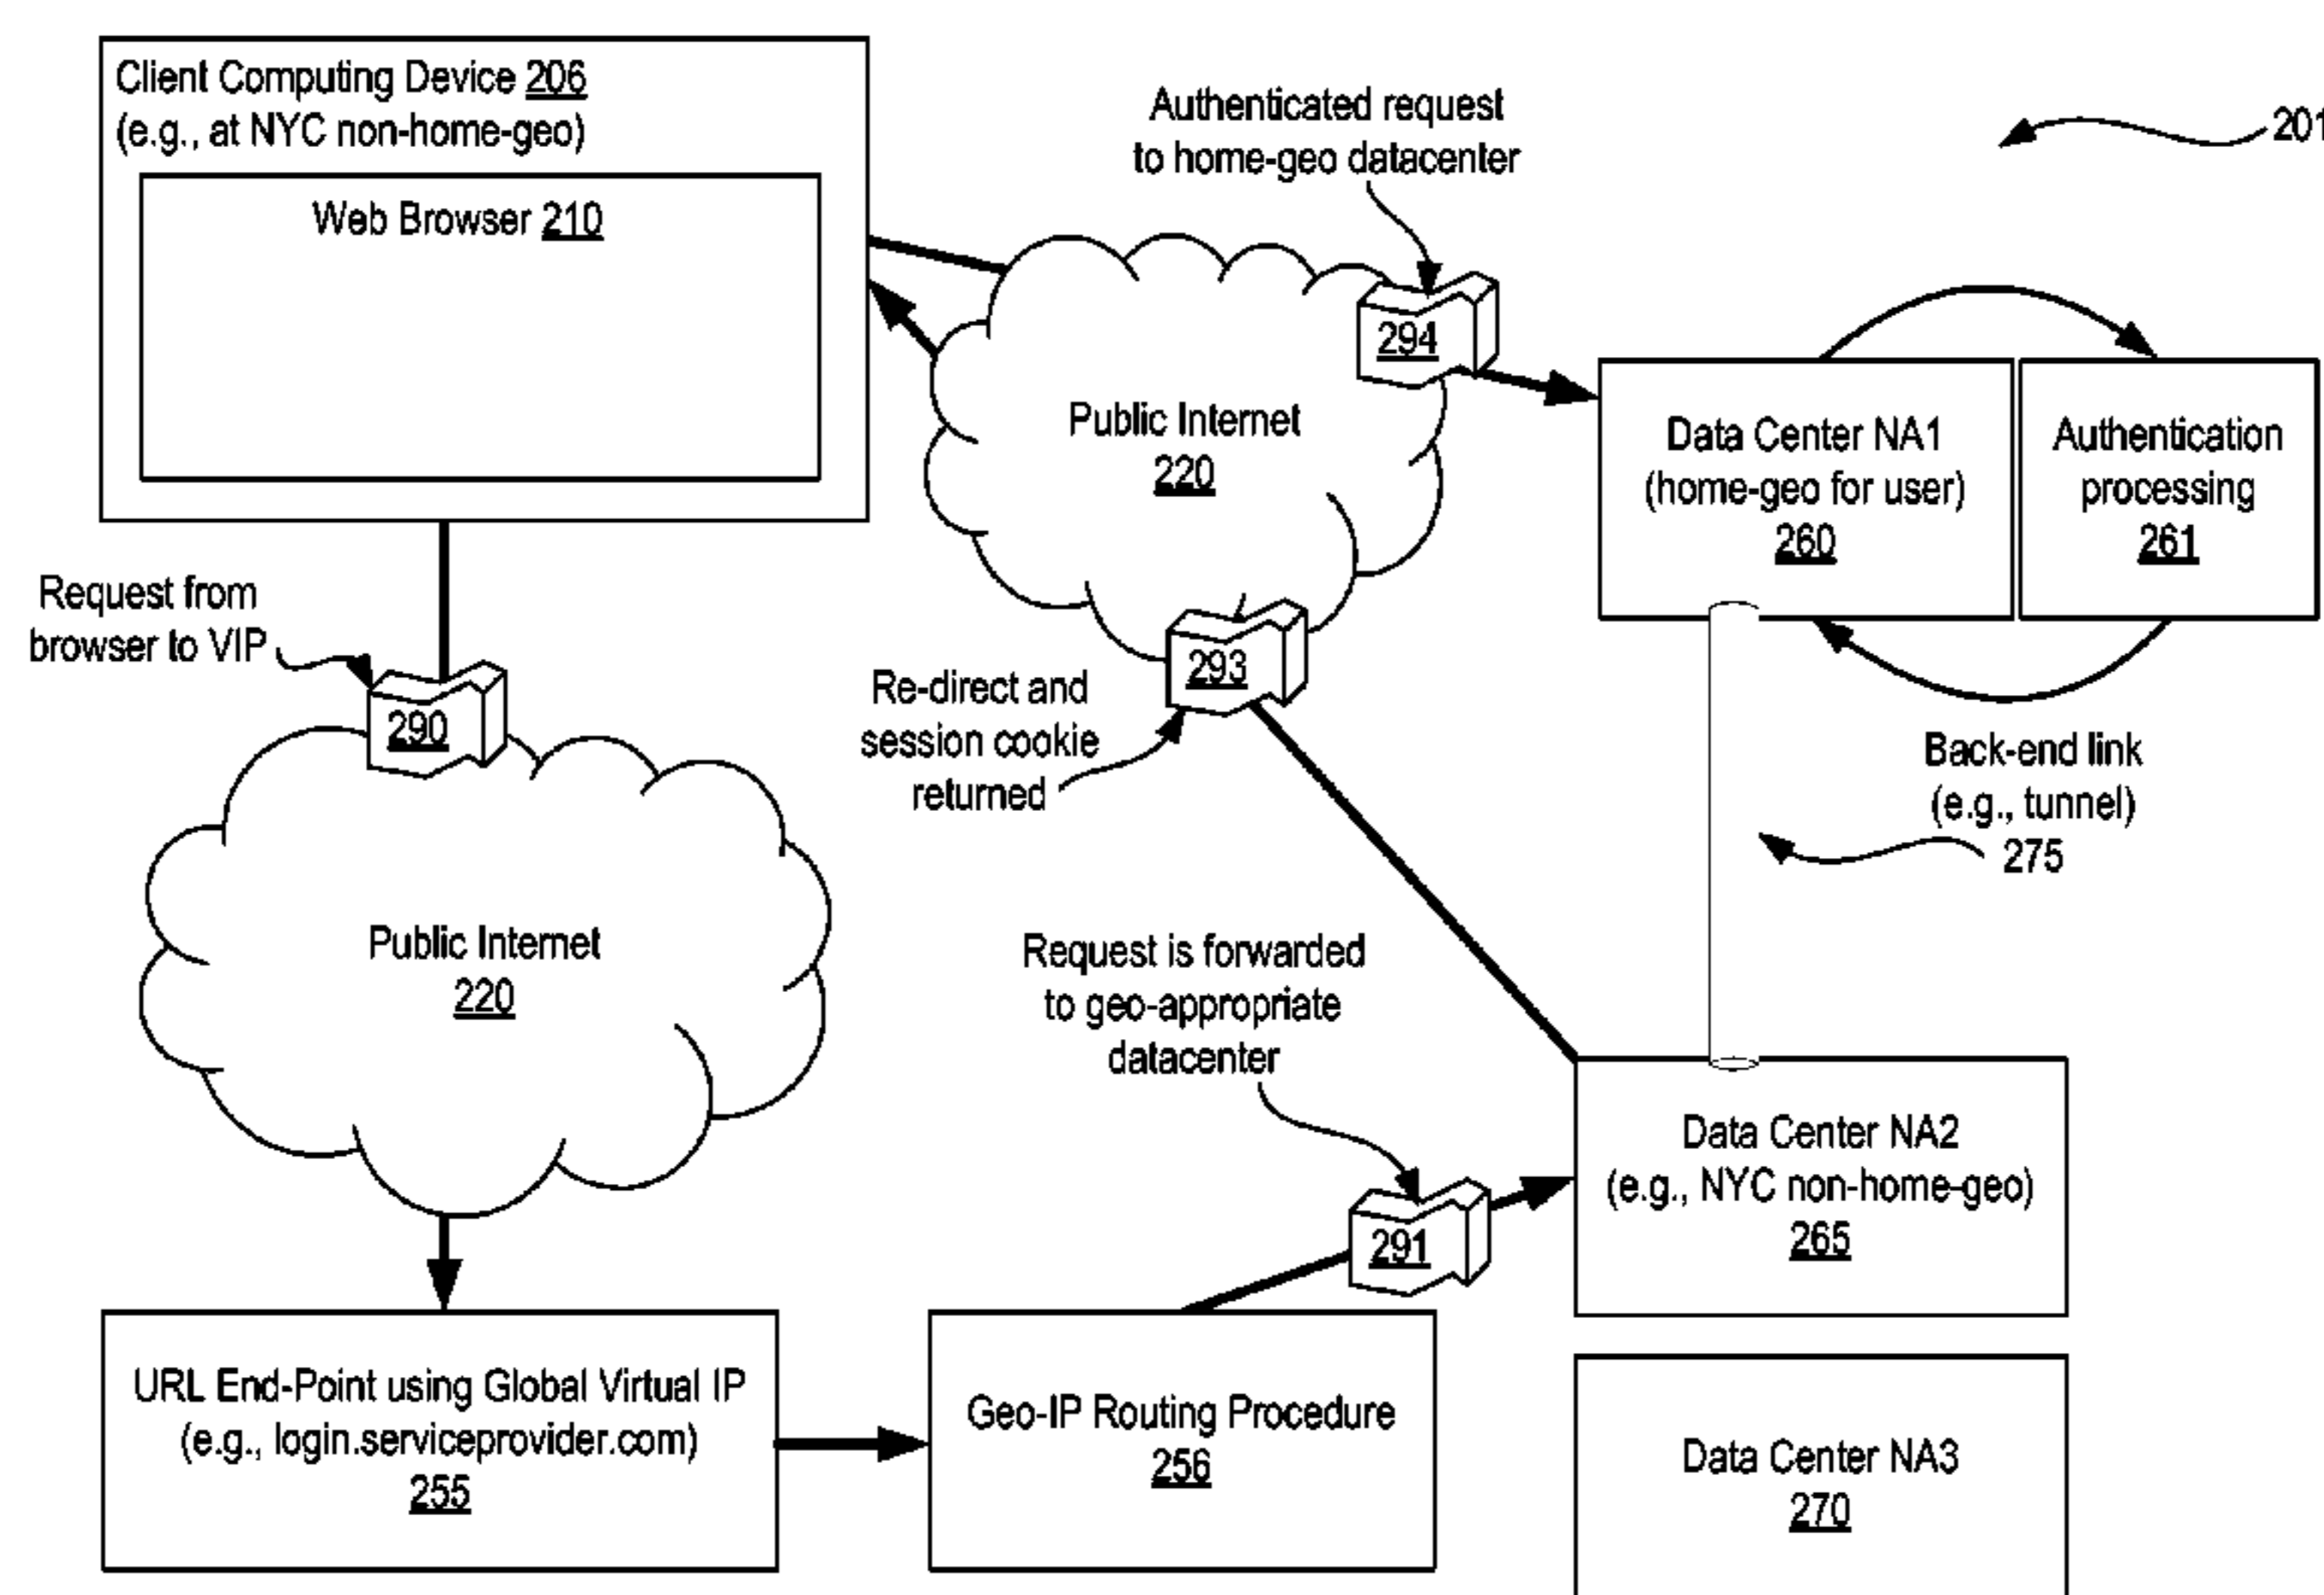 Client Computing Device 206
(e.g., at NYC non-home-geo)
Web Browser 210
Authenticated request
to home-geo datacenter
201
294
Public Internet
220
Data Center NA1
(home-geo for user)
260
Authentication
processing
261
Request from
browser to VIP
290
293
Re-direct and
session cookie
returned
Back-end link
(e.g., tunnel)
275
Public Internet
220
Request is forwarded
to geo-appropriate
datacenter
291
Data Center NA2
(e.g., NYC non-home-geo)
265
URL End-Point using Global Virtual IP
(e.g., login.serviceprovider.com)
255
Geo-IP Routing Procedure
256
Data Center NA3
270